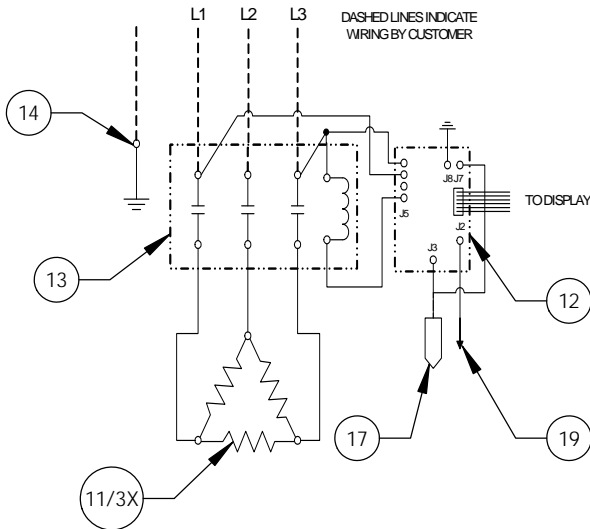 L1 L2 L3
DASHED LINES INDICATE
WIRING BY CUSTOMER
14
J8 J7
TO DISPLAY
J5
J2
J3
13
12
17
19
11/3X